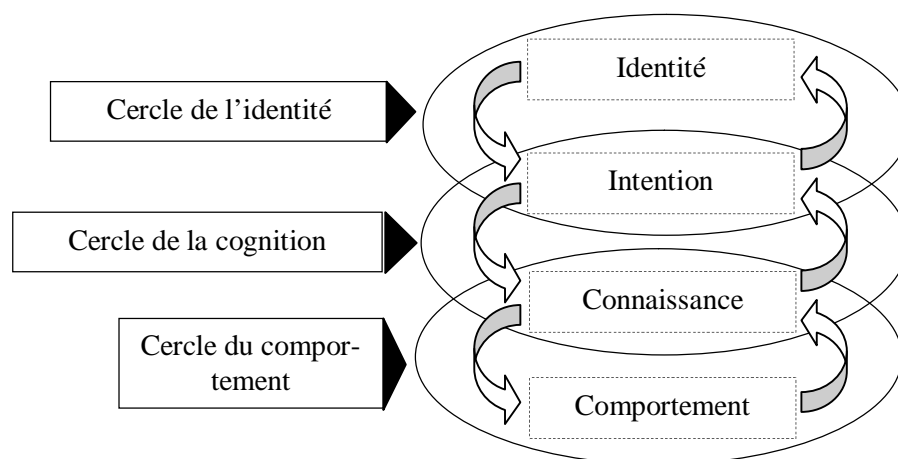 Identité
Cercle de l’identité
Intention
Cercle de la cognition
Connaissance
Cercle du compor-
tement
Comportement